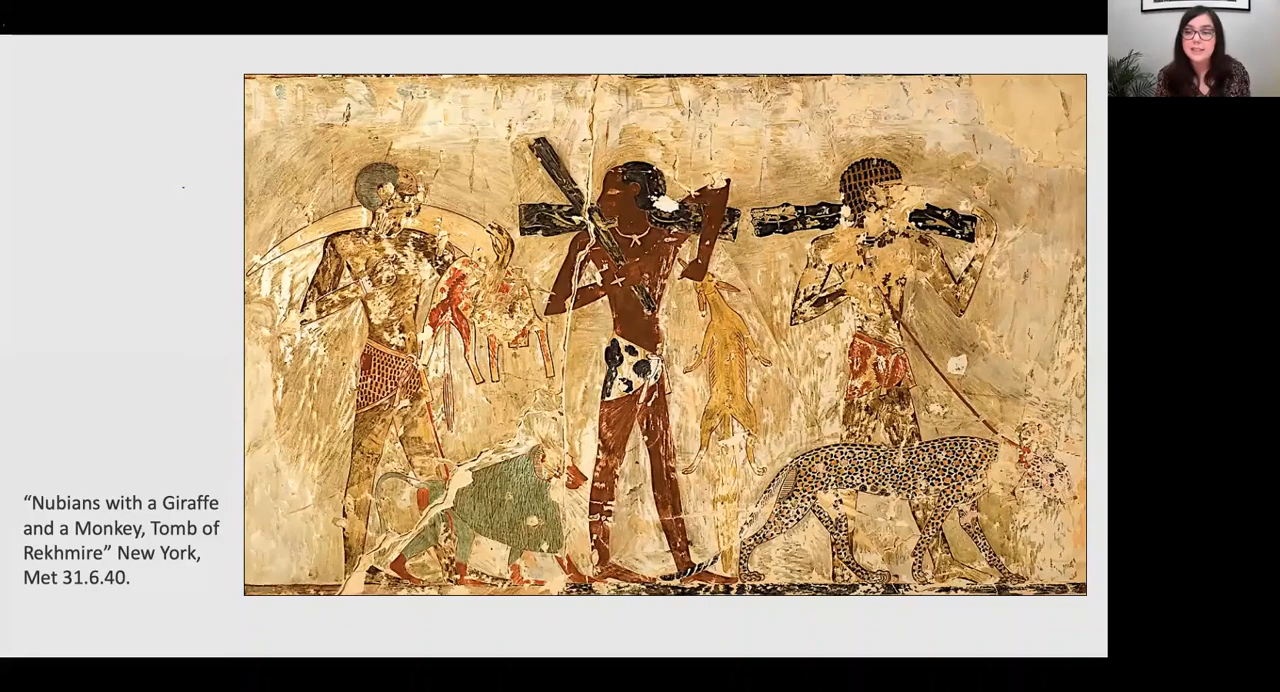 “Nubians with a Giraffe
and a Monkey, Tomb of
Rekhmire” New York,
Met 31.6.40.